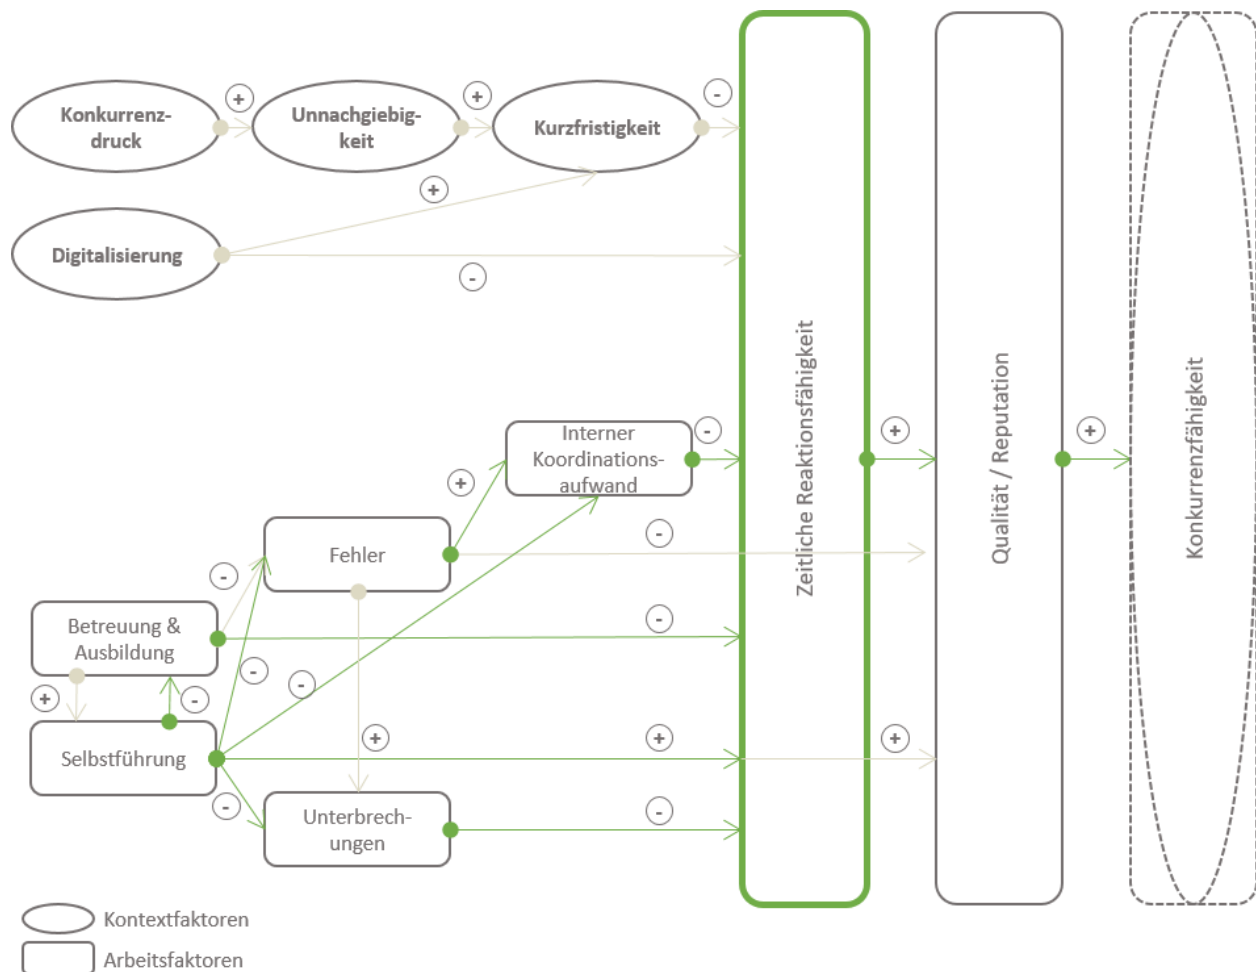 Konkurrenz-
druck
+
Unnachgiebig-
keit
+
Kurzfristigkeit
-
+
Digitalisierung
-
Zeitliche Reaktionsfähigkeit
+
Qualität / Reputation
+
Konkurrenzfähigkeit
Interner
Koordinations-
aufwand
-
+
Fehler
-
-
Betreuung &
Ausbildung
-
-
-
+
-
Selbstführung
+
+
+
-
Unterbrech-
ungen
-
Kontextfaktoren
Arbeitsfaktoren